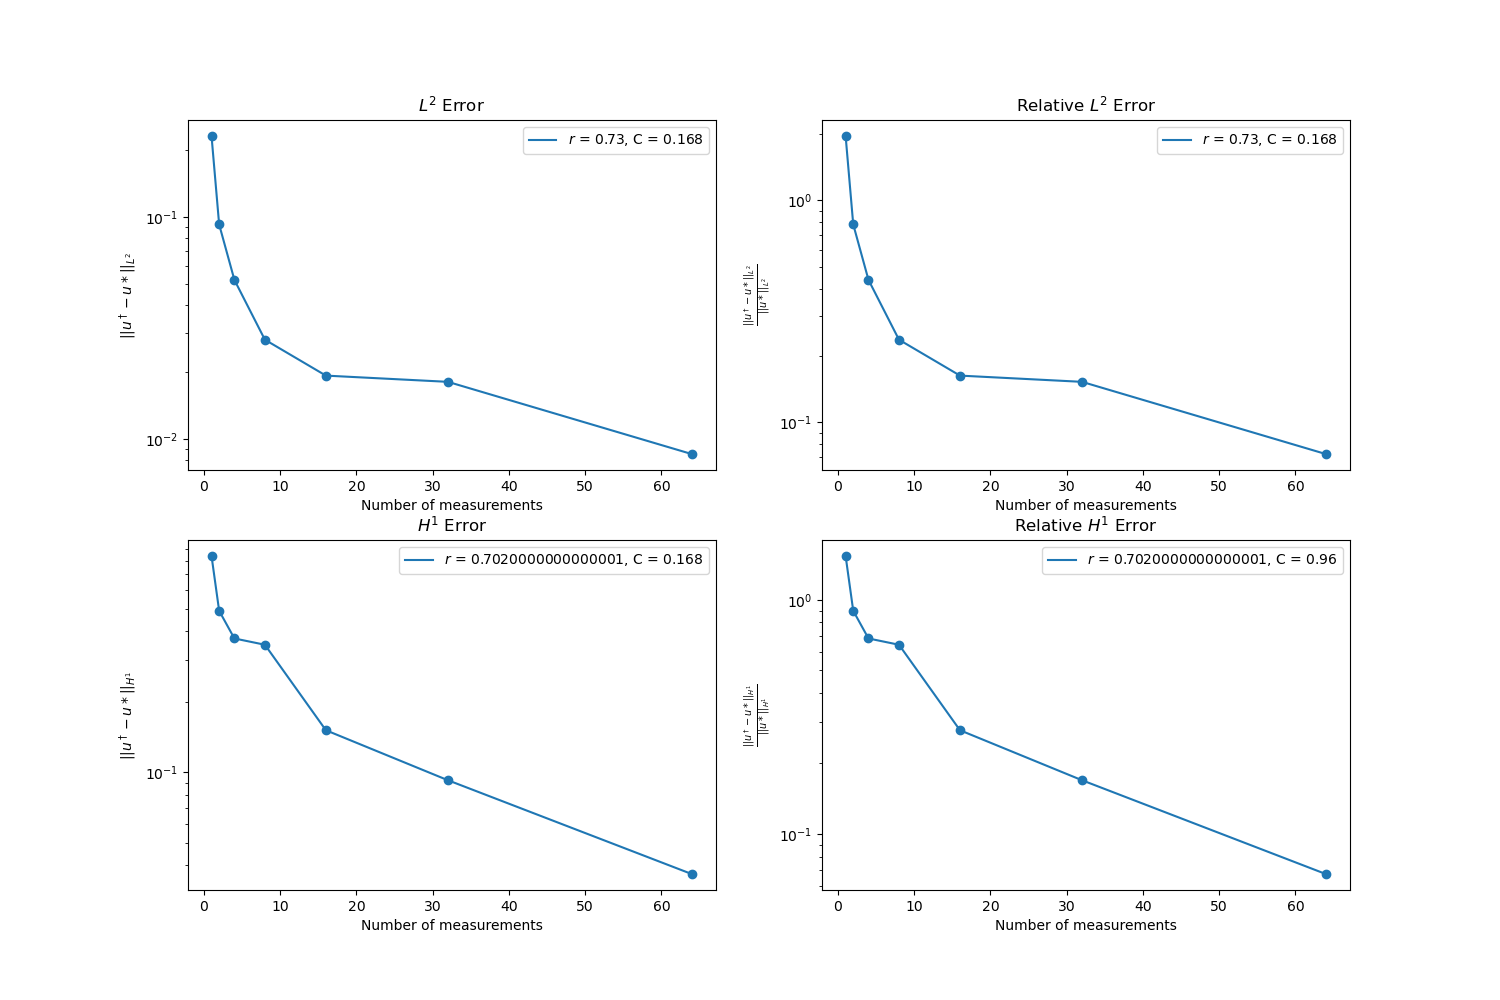 L² Error
r = 0.73, C = 0.168
10⁻¹
10⁻²
||u† − u*||_{L²}
0 10 20 30 40 50 60
Number of measurements
Relative L² Error
r = 0.73, C = 0.168
10⁰
10⁻¹
||u† − u*||_{L²}
||u*||_{L²}
0 10 20 30 40 50 60
Number of measurements
H¹ Error
r = 0.7020000000000001, C = 0.168
10⁻¹
||u† − u*||_{H¹}
0 10 20 30 40 50 60
Number of measurements
Relative H¹ Error
r = 0.7020000000000001, C = 0.96
10⁰
10⁻¹
||u† − u*||_{H¹}
||u*||_{H¹}
0 10 20 30 40 50 60
Number of measurements